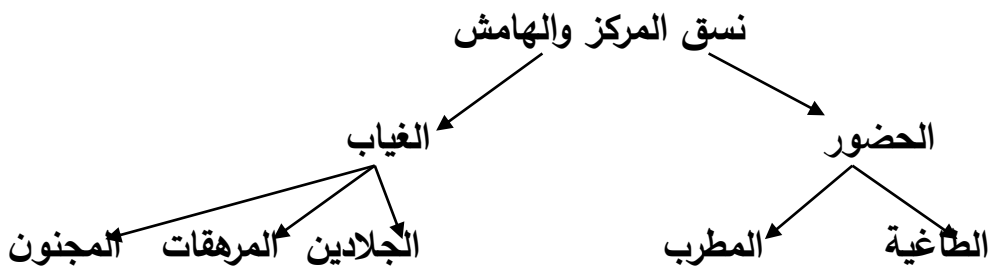 نسق المركز والهامش
الحضور الغياب
الطاغية المطرب الجلادين المرهقات المجنون